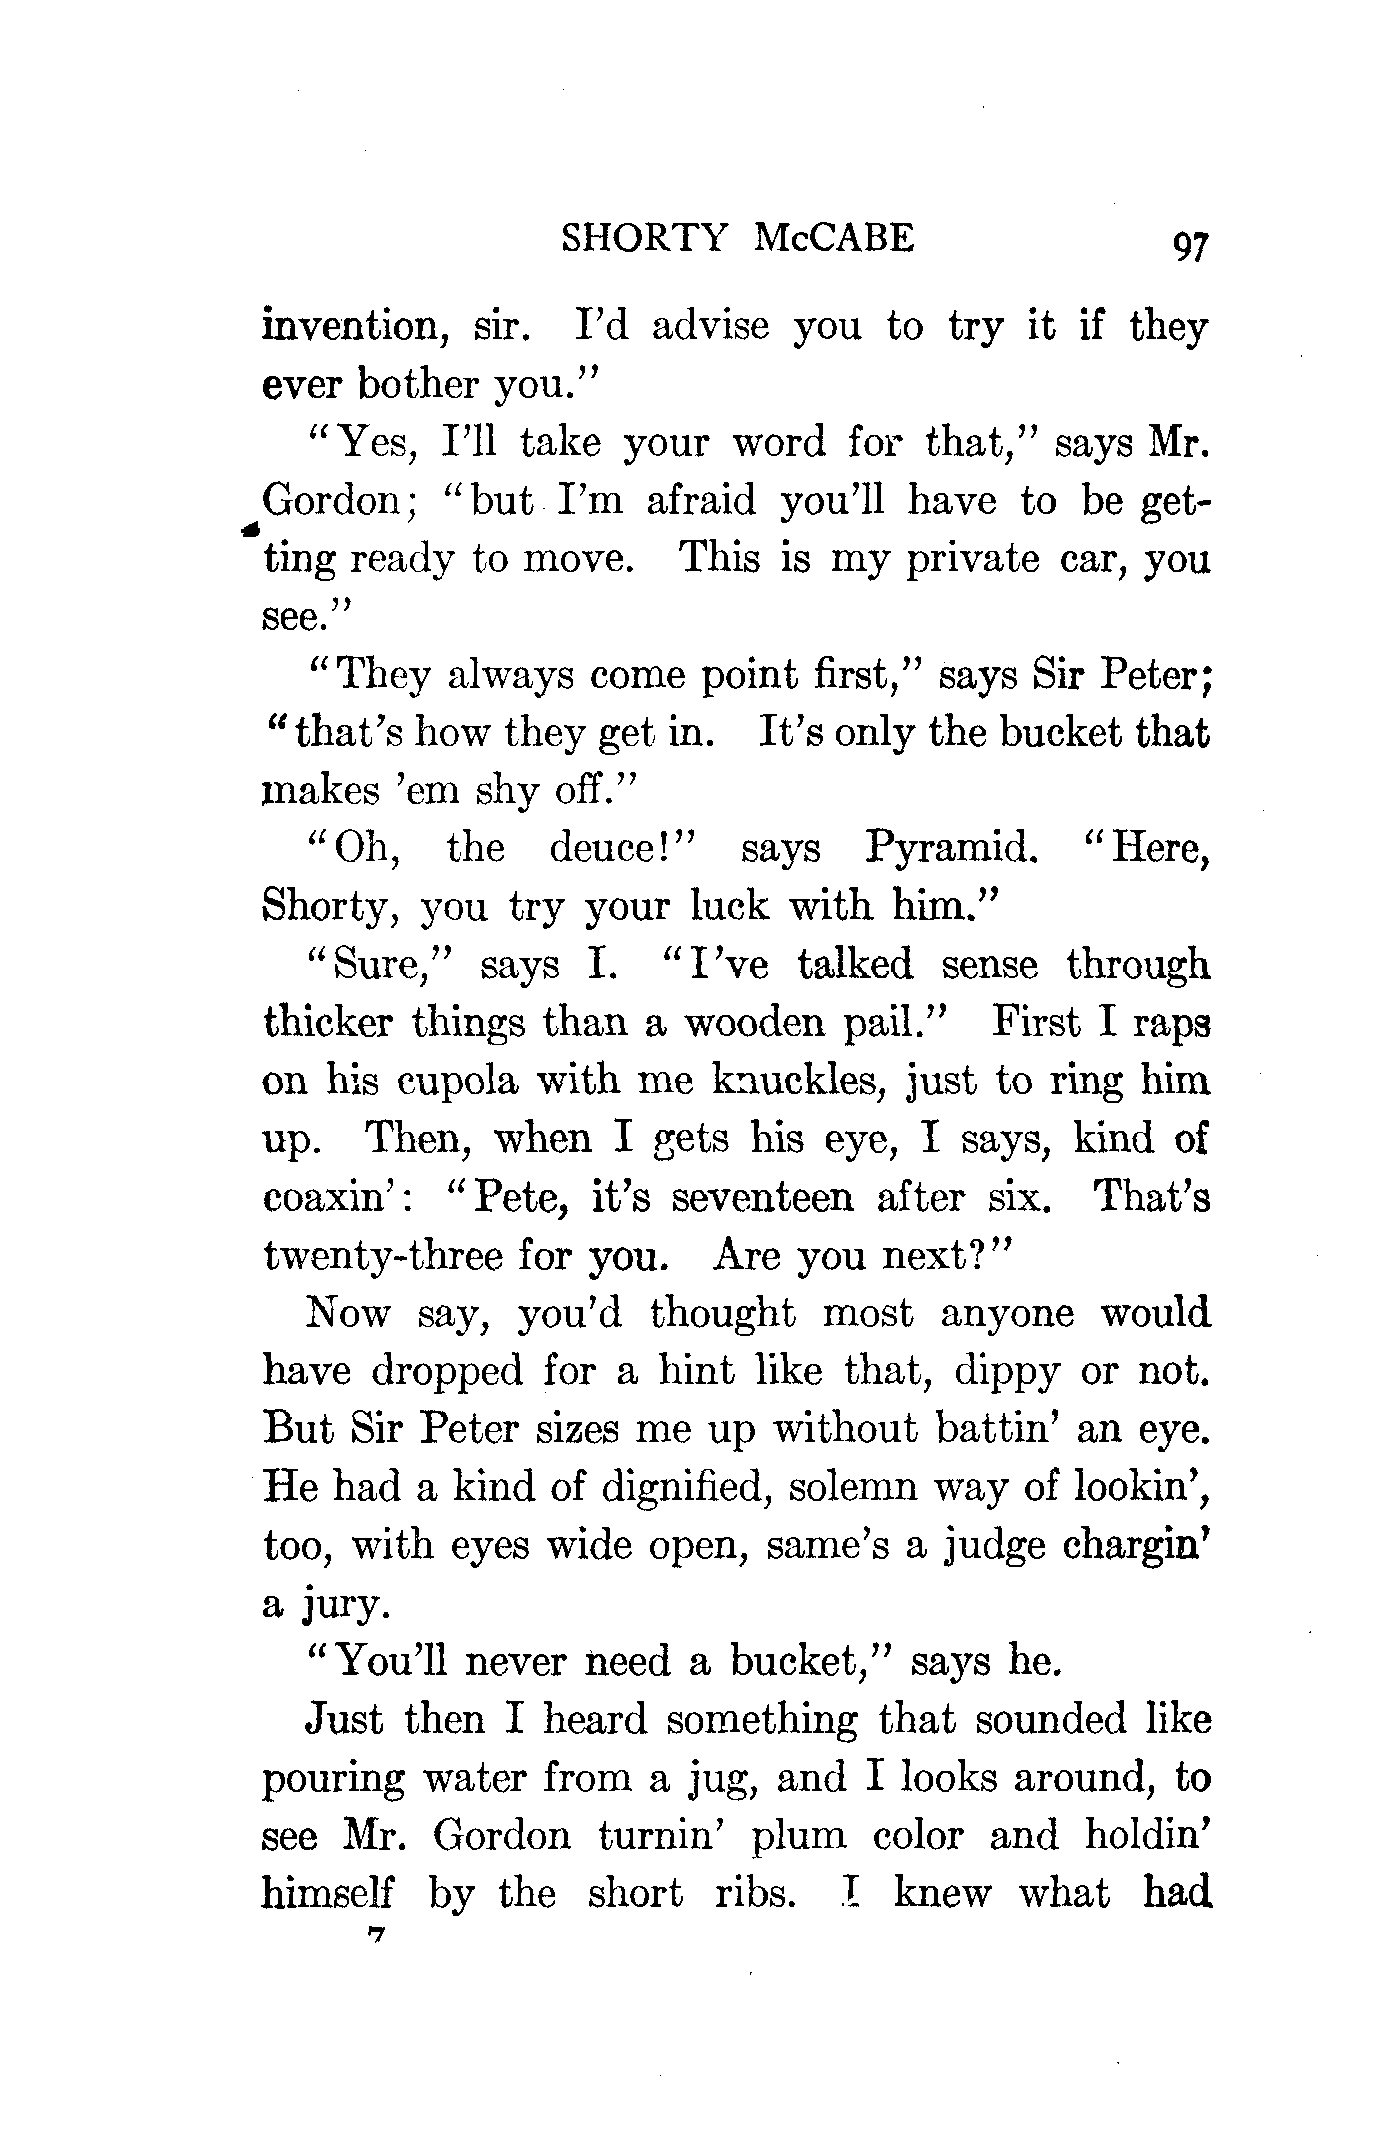 SHORTY McCABE 97
invention, sir. I'd advise you to try it if they
ever bother you."
"Yes, I'll take your word for that," says Mr.
Gordon; "but I'm afraid you'll have to be get-
ting ready to move. This is my private car, you
see."
"They always come point first," says Sir Peter;
"that's how they get in. It's only the bucket that
makes 'em shy off."
"Oh, the deuce!" says Pyramid. "Here,
Shorty, you try your luck with him."
"Sure," says I. "I've talked sense through
thicker things than a wooden pail." First I raps
on his cupola with me knuckles, just to ring him
up. Then, when I gets his eye, I says, kind of
coaxin': "Pete, it's seventeen after six. That's
twenty-three for you. Are you next?"
Now say, you'd thought most anyone would
have dropped for a hint like that, dippy or not.
But Sir Peter sizes me up without battin' an eye.
He had a kind of dignified, solemn way of lookin',
too, with eyes wide open, same's a judge chargin'
a jury.
"You'll never need a bucket," says he.
Just then I heard something that sounded like
pouring water from a jug, and I looks around, to
see Mr. Gordon turnin' plum color and holdin'
himself by the short ribs. I knew what had
7